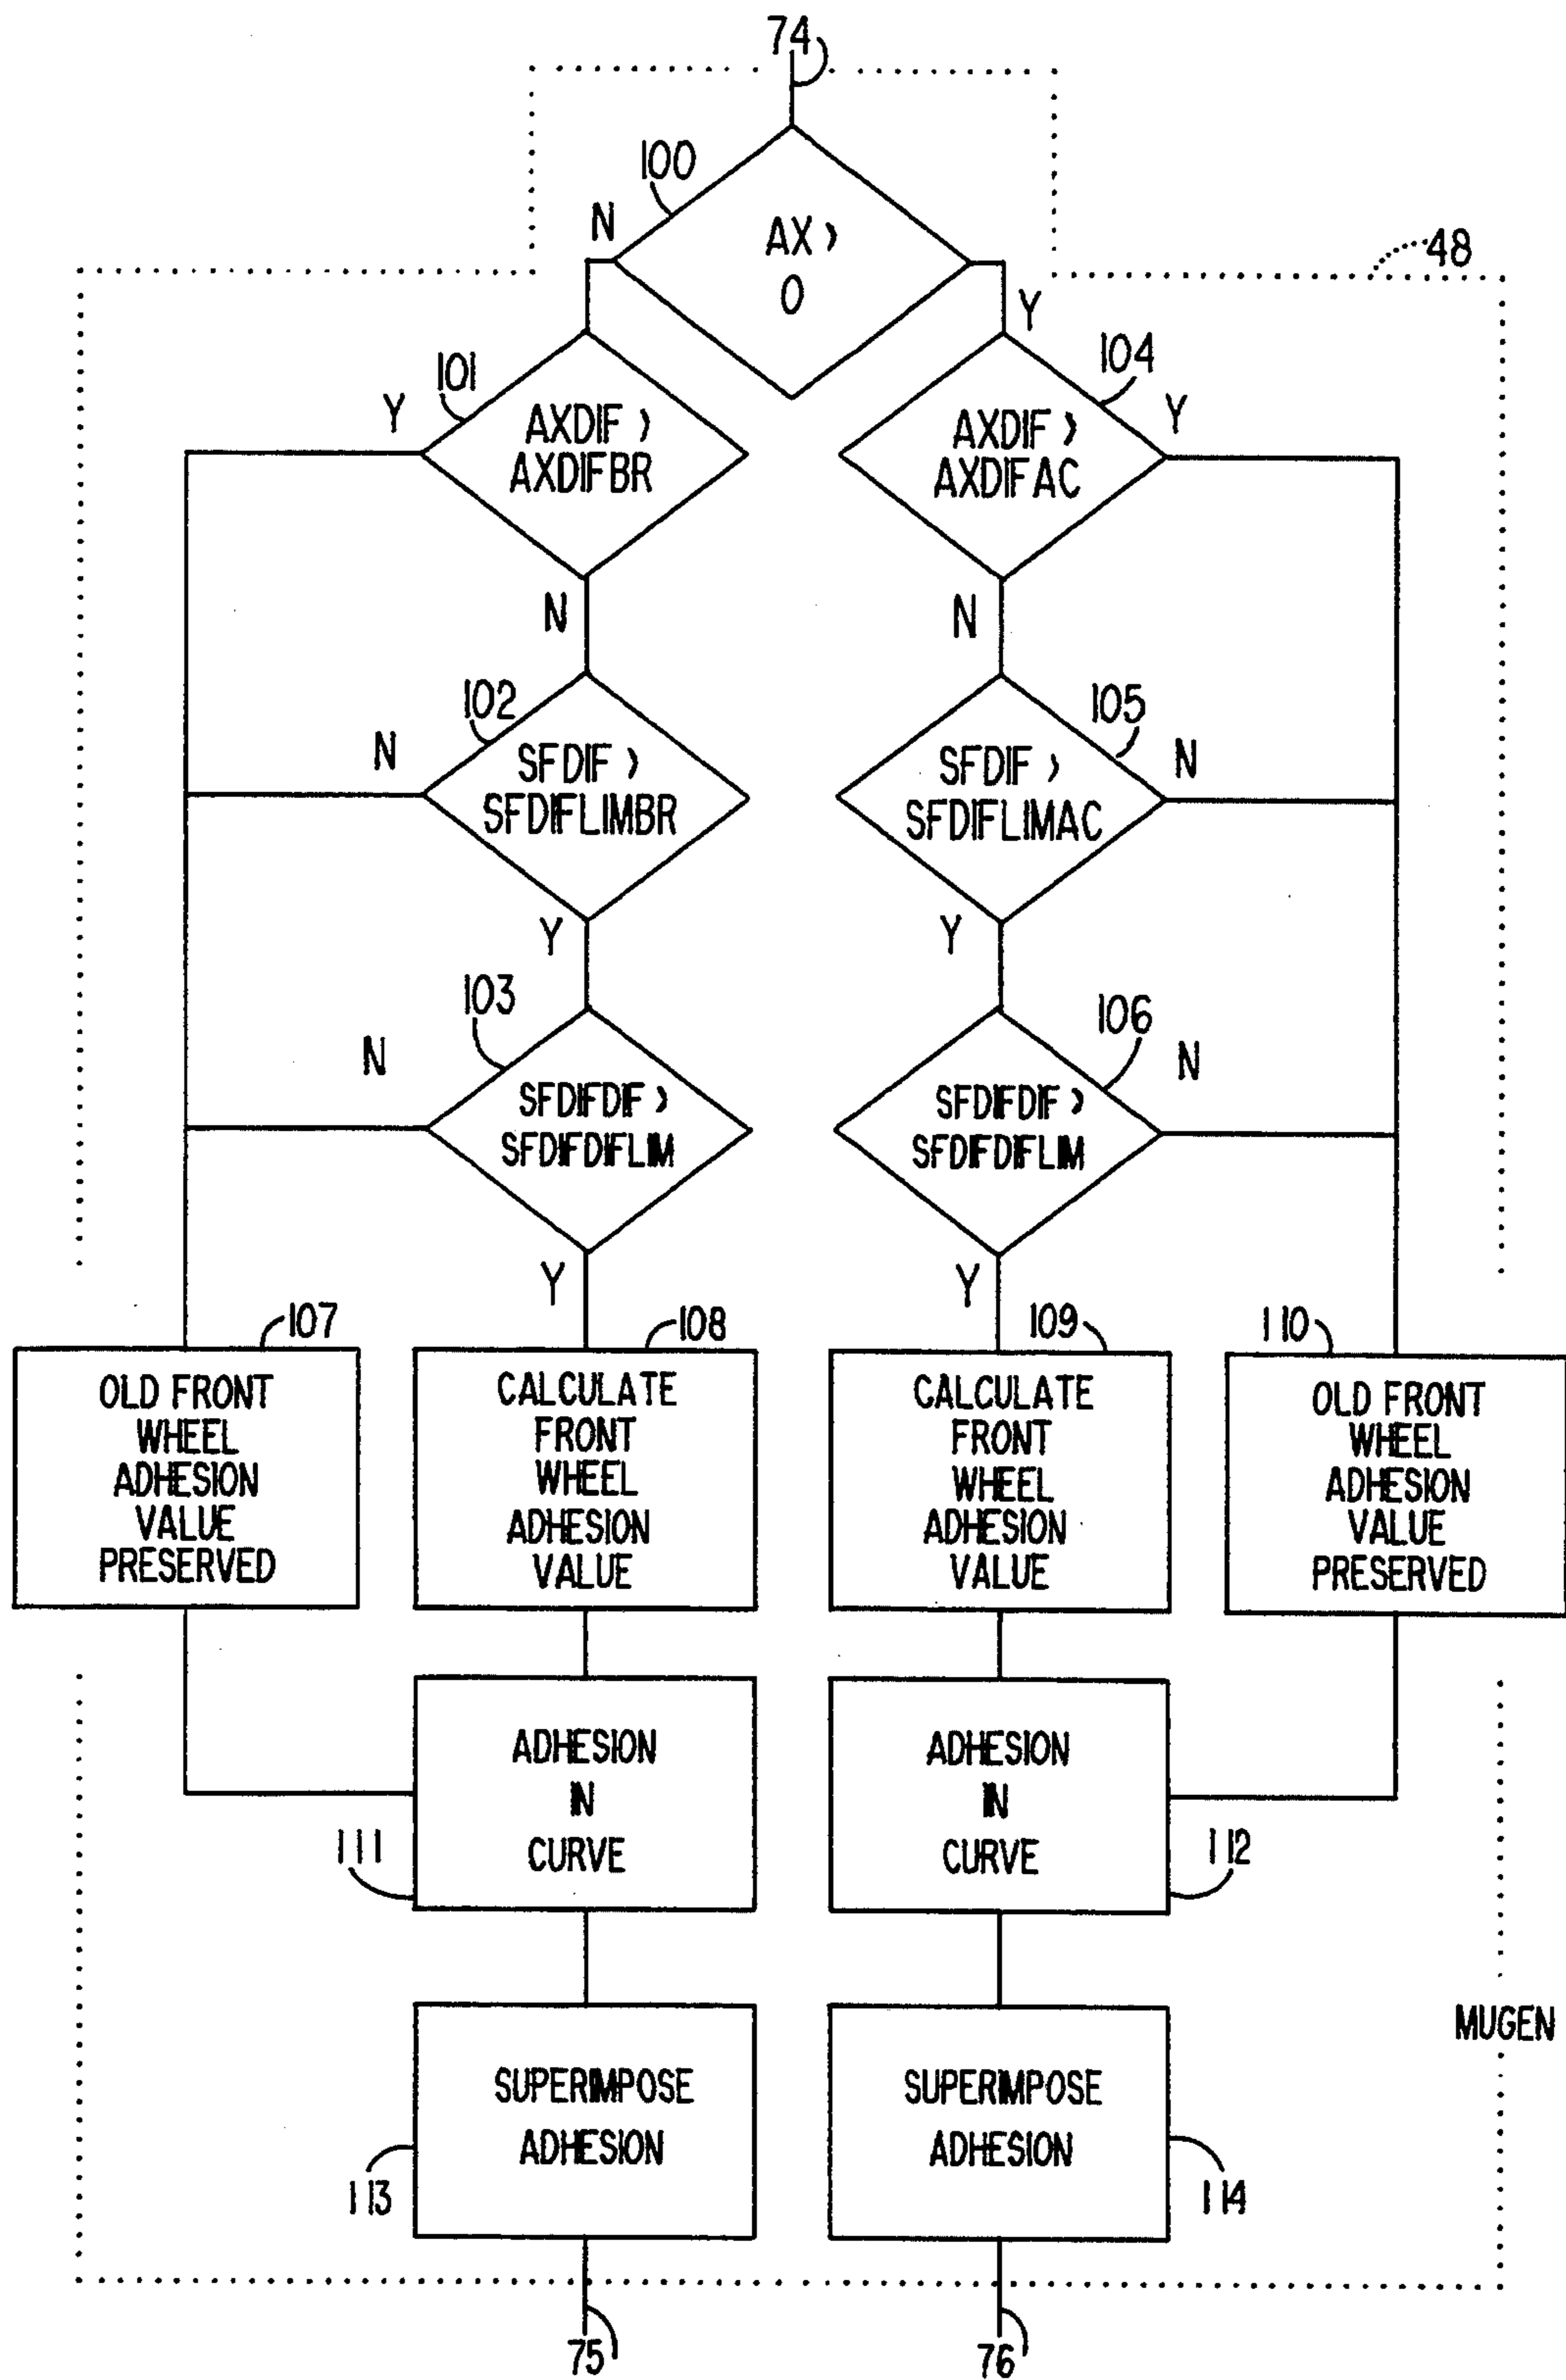 74
100
N
AX >
0
48
Y
101
Y
AXDIF >
AXDIFBR
104
Y
AXDIF >
AXDIFAC
N
N
102
N
SFDIF >
SFDIFLIMBR
105
N
SFDIF >
SFDIFLIMAC
Y
Y
103
N
SFDIFDIF >
SFDIFDIFLIM
106
N
SFDIFDIF >
SFDIFDIFLIM
Y
Y
107
108
109
110
OLD FRONT
WHEEL
ADHESION
VALUE
PRESERVED
CALCULATE
FRONT
WHEEL
ADHESION
VALUE
CALCULATE
FRONT
WHEEL
ADHESION
VALUE
OLD FRONT
WHEEL
ADHESION
VALUE
PRESERVED
ADHESION
IN
CURVE
111
ADHESION
IN
CURVE
112
MUGEN
SUPERIMPOSE
ADHESION
113
SUPERIMPOSE
ADHESION
114
75
76